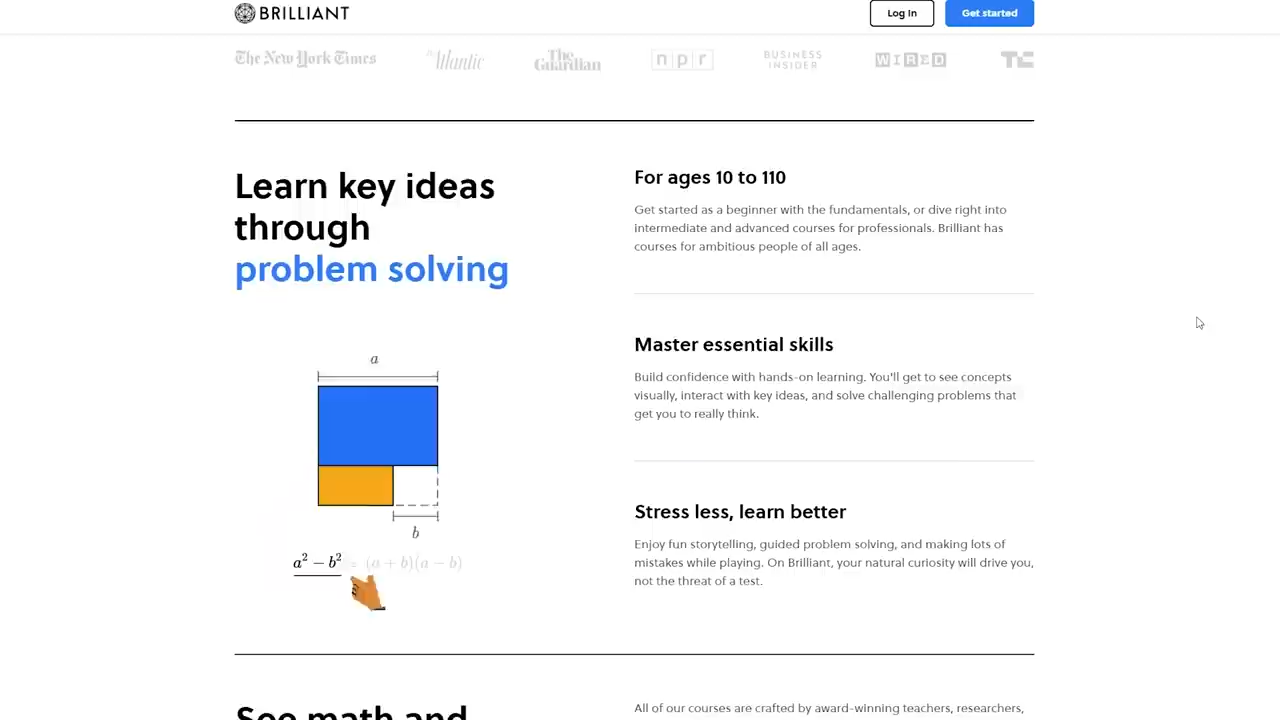 BRILLIANT
Log in
Get started
The New York Times
The Atlantic
The Guardian
npr
BUSINESS INSIDER
WIRED
TC
Learn key ideas
through
problem solving
a
b
a² − b² = (a + b)(a − b)
For ages 10 to 110
Get started as a beginner with the fundamentals, or dive right into
intermediate and advanced courses for professionals. Brilliant has
courses for ambitious people of all ages.
Master essential skills
Build confidence with hands-on learning. You'll get to see concepts
visually, interact with key ideas, and solve challenging problems that
get you to really think.
Stress less, learn better
Enjoy fun storytelling, guided problem solving, and making lots of
mistakes while playing. On Brilliant, your natural curiosity will drive you,
not the threat of a test.
See math and
All of our courses are crafted by award-winning teachers, researchers,